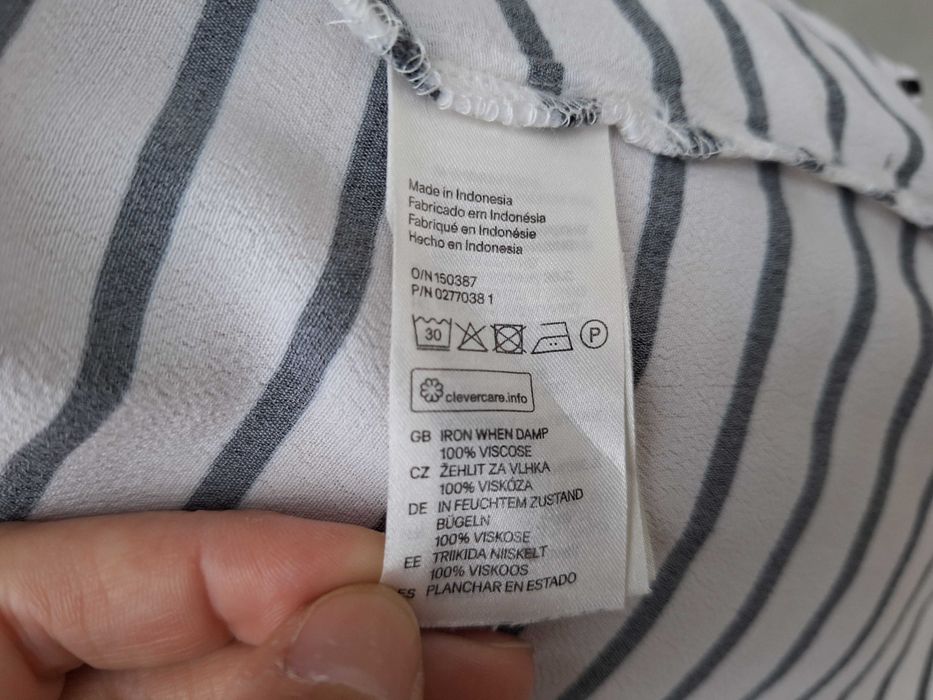 Made in Indonesia
Fabricado em Indonésia
Fabriqué en Indonésie
Hecho en Indonesia
O/N 150387
P/N 0277038 1
30 P
clevercare.info
GB IRON WHEN DAMP
100% VISCOSE
CZ ŽEHLIT ZA VLHKA
100% VISKÓZA
DE IN FEUCHTEM ZUSTAND
BÜGELN
100% VISKOSE
EE TRIIKIDA NIISKELT
100% VISKOOS
ES PLANCHAR EN ESTADO